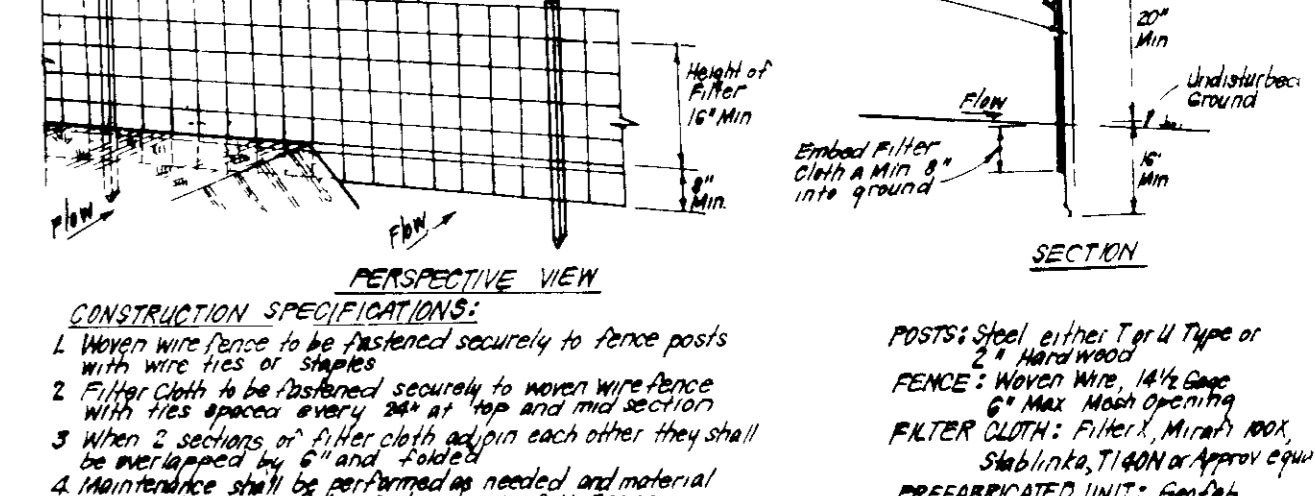 Height of
Filter
16" Min
8"
Min.
Flow
Flow
PERSPECTIVE VIEW
20"
Min
Undisturbed
Ground
Flow
Embed Filter
Cloth a Min 8"
into ground
16"
Min
SECTION
CONSTRUCTION SPECIFICATIONS:
1. Woven wire fence to be fastened securely to fence posts
with wire ties or staples
2 Filter Cloth to be fastened securely to woven wire fence
with ties spaced every 24" at top and mid section
3 When 2 sections of filter cloth adjoin each other they shall
be overlapped by 6" and folded
4 Maintenance shall be performed as needed and material
POSTS: Steel either T or U Type or
2" Hardwood
FENCE: Woven Wire, 14 1/2 Gage
6" Max Mesh Opening
FILTER CLOTH: Filter X, Mirafi 100X,
Stablinka, T140N or Approv equ
PREFABRICATED UNIT: Geofab